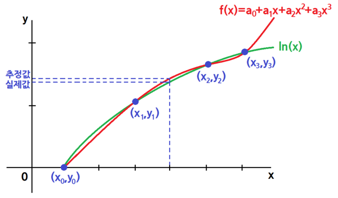 f(x)=a₀+a₁x+a₂x²+a₃x³
y
ln(x)
(x₃,y₃)
(x₂,y₂)
추정값
실제값
(x₁,y₁)
0
(x₀,y₀)
x